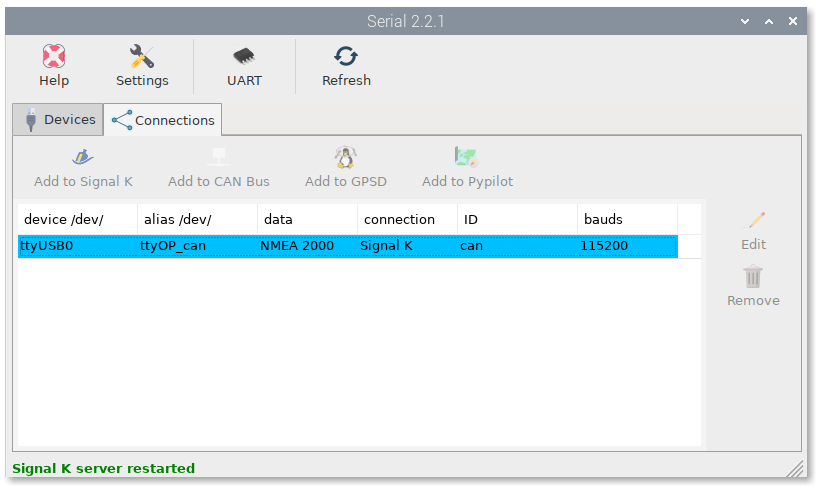 Serial 2.2.1
Help Settings UART Refresh
Devices Connections
Add to Signal K Add to CAN Bus Add to GPSD Add to Pypilot
device /dev/ alias /dev/ data connection ID bauds
ttyUSB0 ttyOP_can NMEA 2000 Signal K can 115200
Edit
Remove
Signal K server restarted